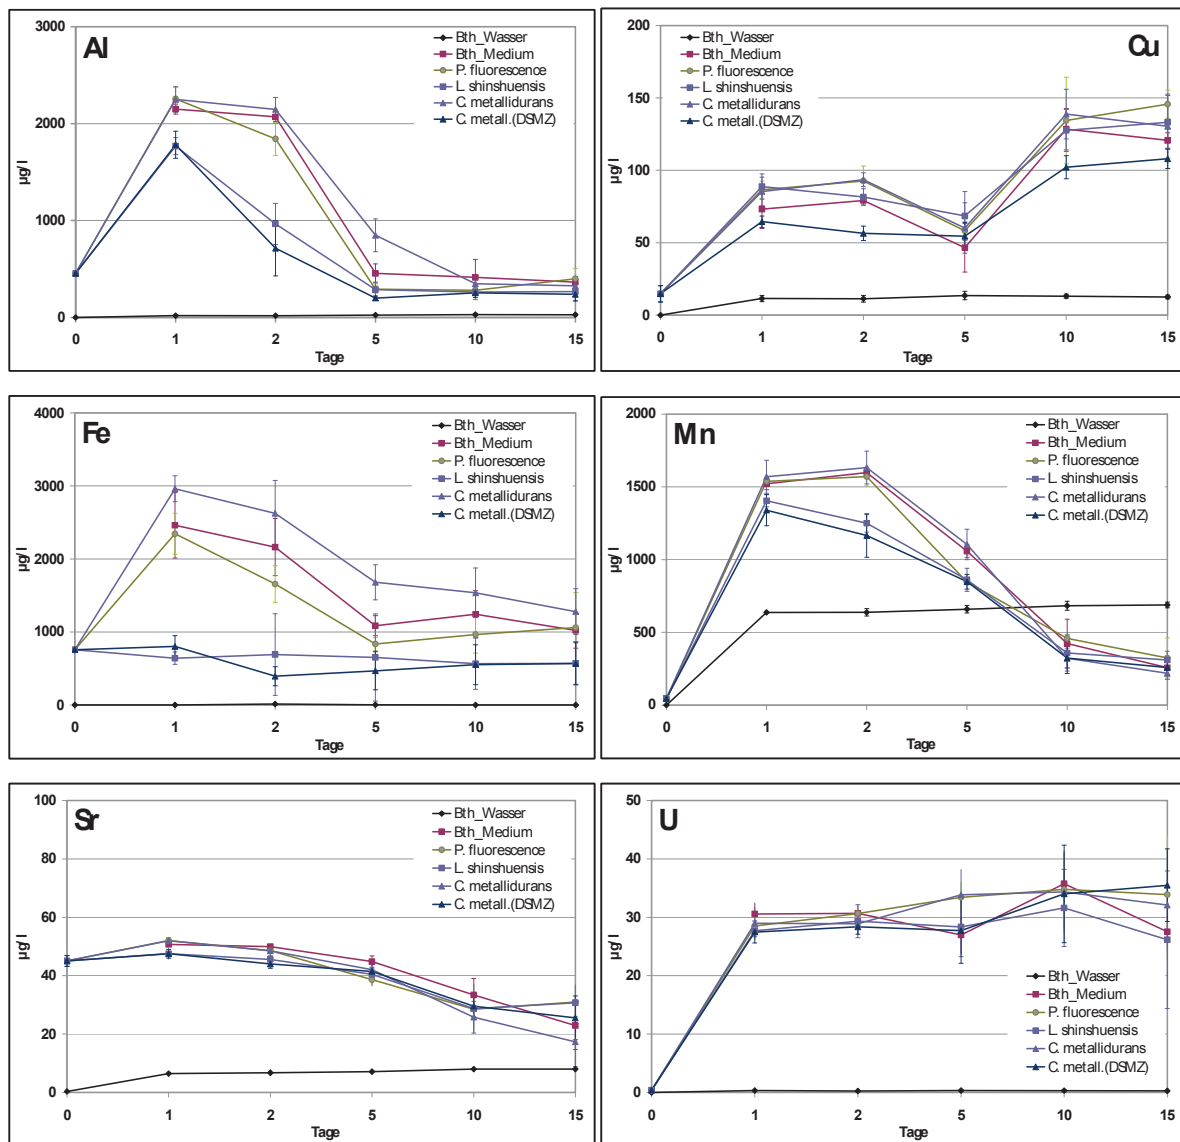 Al
3000
2000
1000
0
µg/l
0 1 2 5 10 15
Tage
Bth_Wasser
Bth_Medium
P. fluorescence
L. shinshuensis
C. metallidurans
C. metall.(DSMZ)
Cu
200
150
100
50
0
µg/l
0 1 2 5 10 15
Tage
Bth_Wasser
Bth_Medium
P. fluorescence
L. shinshuensis
C. metallidurans
C. metall.(DSMZ)
Fe
4000
3000
2000
1000
0
µg/l
0 1 2 5 10 15
Tage
Bth_Wasser
Bth_Medium
P. fluorescence
L. shinshuensis
C. metallidurans
C. metall.(DSMZ)
Mn
2000
1500
1000
500
0
µg/l
0 1 2 5 10 15
Tage
Bth_Wasser
Bth_Medium
P. fluorescence
L. shinshuensis
C. metallidurans
C. metall.(DSMZ)
Sr
100
80
60
40
20
0
µg/l
0 1 2 5 10 15
Tage
Bth_Wasser
Bth_Medium
P. fluorescence
L. shinshuensis
C. metallidurans
C. metall.(DSMZ)
U
50
40
30
20
10
0
µg/l
0 1 2 5 10 15
Tage
Bth_Wasser
Bth_Medium
P. fluorescence
L. shinshuensis
C. metallidurans
C. metall.(DSMZ)